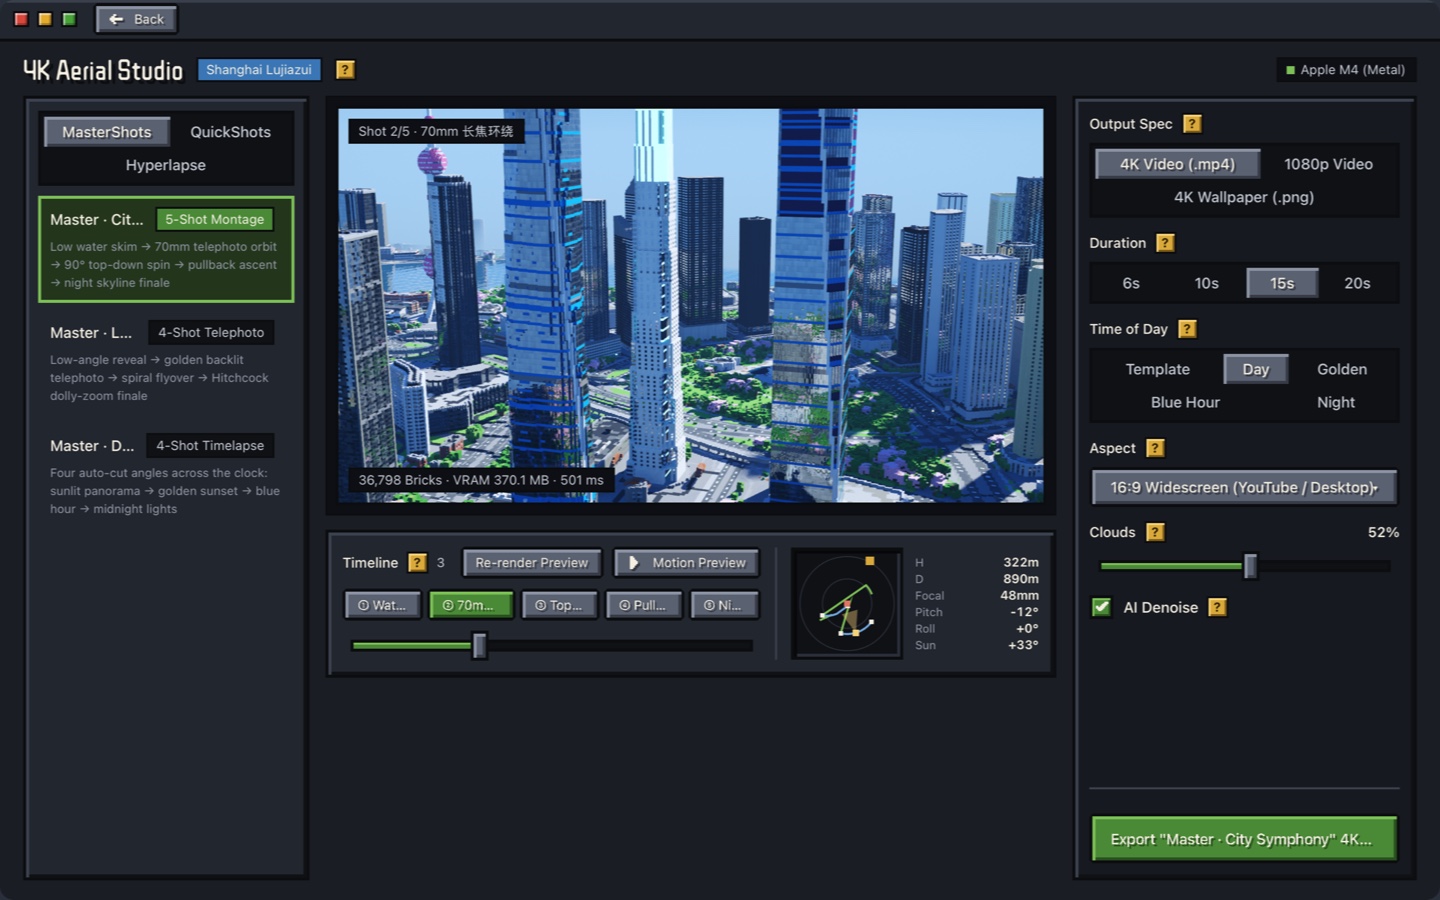 Back
4K Aerial Studio
Shanghai Lujiazui
?
Apple M4 (Metal)
MasterShots
QuickShots
Hyperlapse
Master · Cit...
5-Shot Montage
Low water skim → 70mm telephoto orbit
→ 90° top-down spin → pullback ascent
→ night skyline finale
Master · L...
4-Shot Telephoto
Low-angle reveal → golden backlit
telephoto → spiral flyover → Hitchcock
dolly-zoom finale
Master · D...
4-Shot Timelapse
Four auto-cut angles across the clock:
sunlit panorama → golden sunset → blue
hour → midnight lights
Shot 2/5 · 70mm 长焦环绕
36,798 Bricks · VRAM 370.1 MB · 501 ms
Timeline
?
3
Re-render Preview
Motion Preview
① Wat...
② 70m...
③ Top...
④ Pull...
⑤ Ni...
H 322m
D 890m
Focal 48mm
Pitch -12°
Roll +0°
Sun +33°
Output Spec
?
4K Video (.mp4)
1080p Video
4K Wallpaper (.png)
Duration
?
6s
10s
15s
20s
Time of Day
?
Template
Day
Golden
Blue Hour
Night
Aspect
?
16:9 Widescreen (YouTube / Desktop)
Clouds
?
52%
AI Denoise
?
Export "Master · City Symphony" 4K...